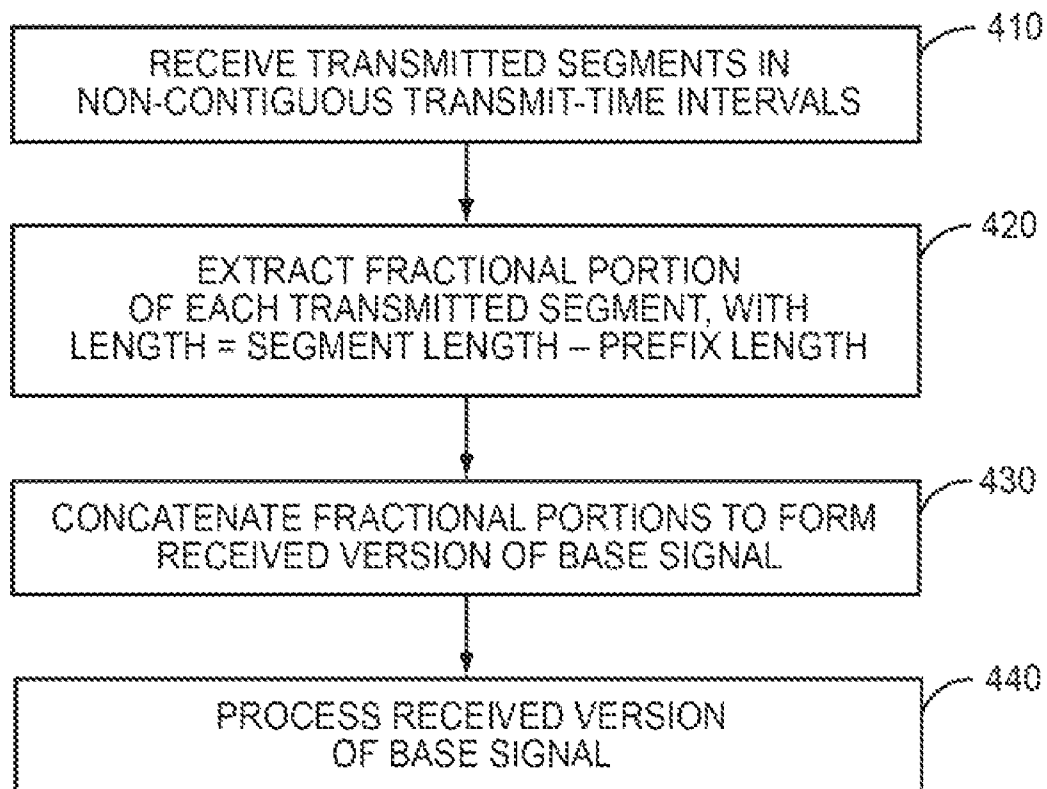 410
RECEIVE TRANSMITTED SEGMENTS IN
NON-CONTIGUOUS TRANSMIT-TIME INTERVALS
420
EXTRACT FRACTIONAL PORTION
OF EACH TRANSMITTED SEGMENT, WITH
LENGTH = SEGMENT LENGTH – PREFIX LENGTH
430
CONCATENATE FRACTIONAL PORTIONS TO FORM
RECEIVED VERSION OF BASE SIGNAL
440
PROCESS RECEIVED VERSION
OF BASE SIGNAL